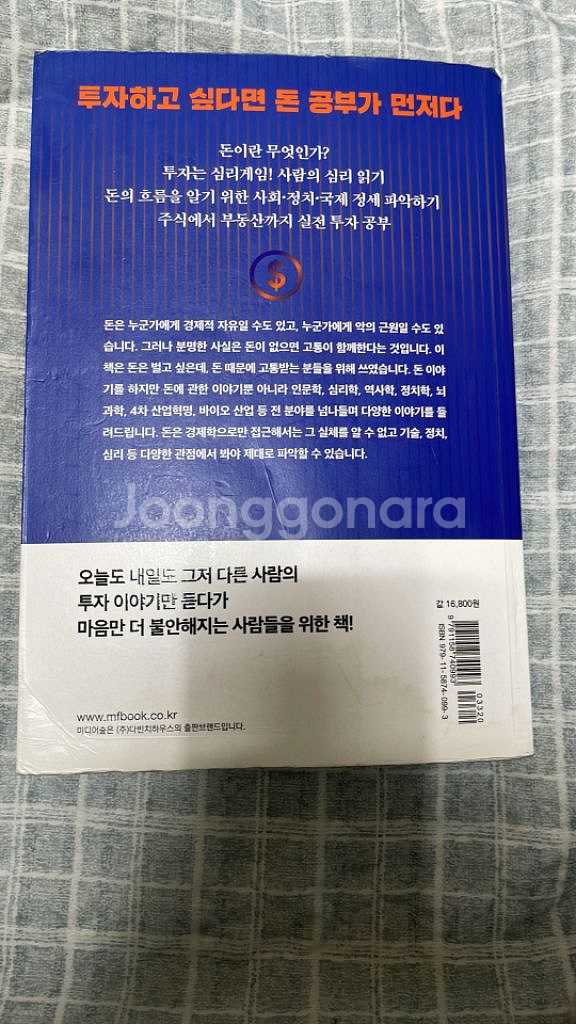 투자하고 싶다면 돈 공부가 먼저다
돈이란 무엇인가?
투자는 심리게임! 사람의 심리 읽기
돈의 흐름을 알기 위한 사회·정치·국제 정세 파악하기
주식에서 부동산까지 실전 투자 공부
$
돈은 누군가에게 경제적 자유일 수도 있고, 누군가에게 악의 근원일 수도 있
습니다. 그러나 분명한 사실은 돈이 없으면 고통이 함께한다는 것입니다. 이
책은 돈은 벌고 싶은데, 돈 때문에 고통받는 분들을 위해 쓰였습니다. 돈 이야
기를 하지만 돈에 관한 이야기뿐 아니라 인문학, 심리학, 역사학, 정치학, 뇌
과학, 4차 산업혁명, 바이오 산업 등 전 분야를 넘나들며 다양한 이야기를 들
려드립니다. 돈은 경제학으로만 접근해서는 그 실체를 알 수 없고 기술, 정치,
심리 등 다양한 관점에서 봐야 제대로 파악할 수 있습니다.
Joonggonara
오늘도 내일도 그저 다른 사람의
투자 이야기만 듣다가
마음만 더 불안해지는 사람들을 위한 책!
값 16,800원
9 791158 740993
ISBN 979-11-5874-099-3
03320
www.mfbook.co.kr
미디어숲은 (주)다빈치하우스의 출판브랜드입니다.